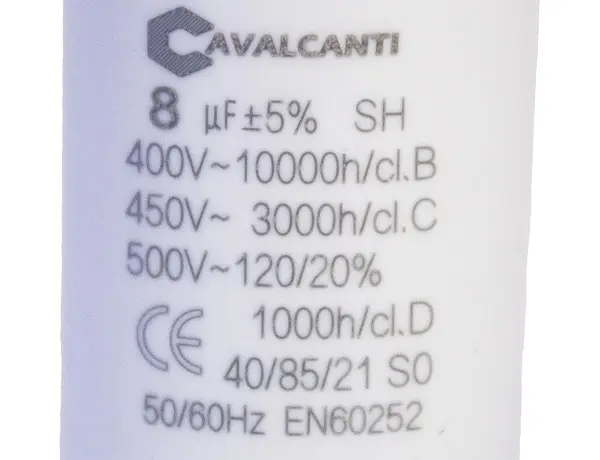 CAVALCANTI
8 µF±5% SH
400V~10000h/cl.B
450V~ 3000h/cl.C
500V~120/20%
1000h/cl.D
CE
40/85/21 S0
50/60Hz EN60252